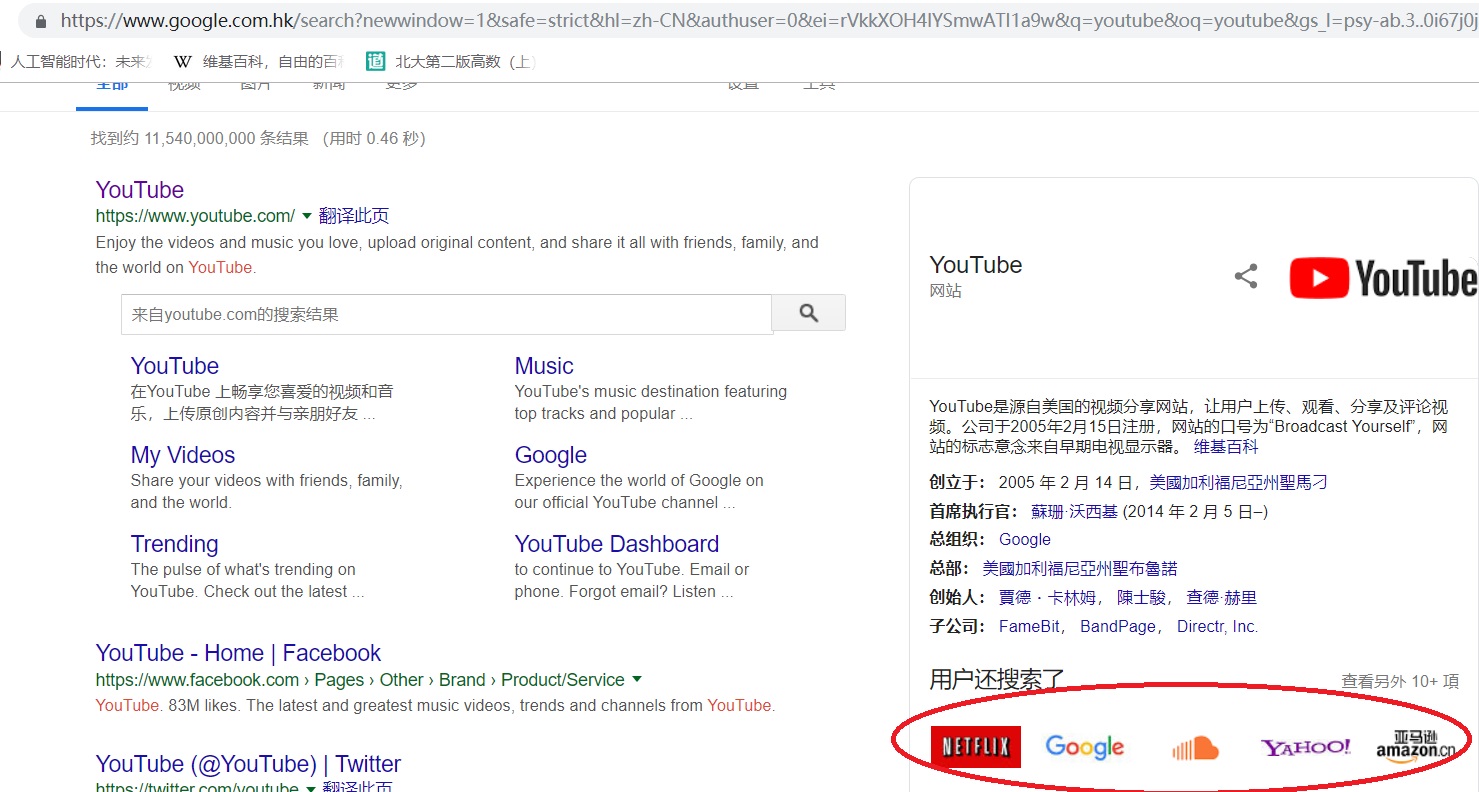 https://www.google.com.hk/search?newwindow=1&safe=strict&hl=zh-CN&authuser=0&ei=rVkkXOH4IYSmwATl1a9w&q=youtube&oq=youtube&gs_l=psy-ab.3..0i67j0j
人工智能时代：未来 W 维基百科，自由的百科 道 北大第二版高数（上）
全部 视频 图片 新闻 更多 设置 工具
找到约 11,540,000,000 条结果 （用时 0.46 秒）
YouTube
https://www.youtube.com/ 翻译此页
Enjoy the videos and music you love, upload original content, and share it all with friends, family, and
the world on YouTube.
来自youtube.com的搜索结果
YouTube
在YouTube 上畅享您喜爱的视频和音
乐，上传原创内容并与亲朋好友 ...
Music
YouTube's music destination featuring
top tracks and popular ...
My Videos
Share your videos with friends, family,
and the world.
Google
Experience the world of Google on
our official YouTube channel ...
Trending
The pulse of what's trending on
YouTube. Check out the latest ...
YouTube Dashboard
to continue to YouTube. Email or
phone. Forgot email? Listen ...
YouTube - Home | Facebook
https://www.facebook.com › Pages › Other › Brand › Product/Service
YouTube. 83M likes. The latest and greatest music videos, trends and channels from YouTube.
YouTube (@YouTube) | Twitter
https://twitter.com/youtube 翻译此页
YouTube
网站
YouTube
YouTube是源自美国的视频分享网站，让用户上传、观看、分享及评论视
频。公司于2005年2月15日注册，网站的口号为“Broadcast Yourself”，网
站的标志意念来自早期电视显示器。 维基百科
创立于： 2005 年 2 月 14 日，美國加利福尼亞州聖馬刁
首席执行官： 蘇珊·沃西基 (2014 年 2 月 5 日–)
总组织： Google
总部： 美國加利福尼亞州聖布魯諾
创始人： 賈德·卡林姆， 陳士駿， 查德·赫里
子公司： FameBit， BandPage， Directr, Inc.
用户还搜索了 查看另外 10+ 項
NETFLIX Google YAHOO! 亚马逊
amazon.cn